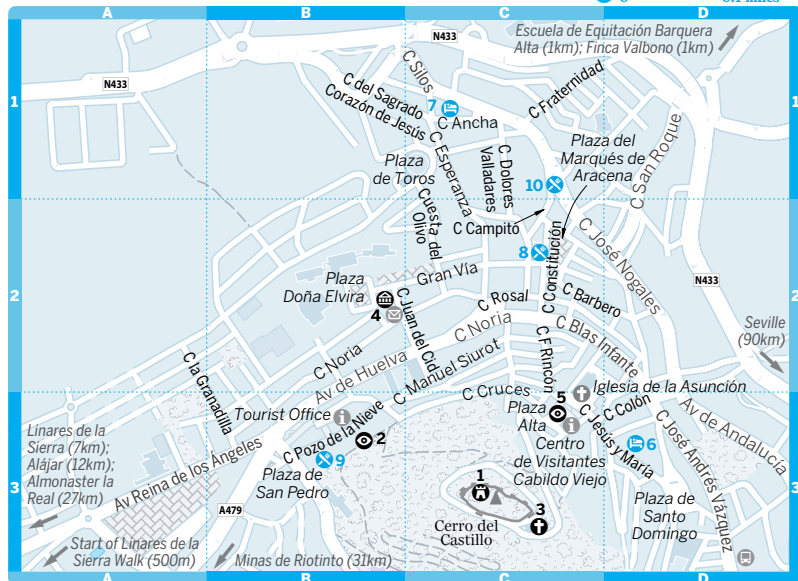 0.1 miles
A
B
C
D
Escuela de Equitación Barquera
Alta (1km); Finca Valbono (1km)
N433
N433
C Silos
C del Sagrado
Corazón de Jesús
7
C Ancha
C Fraternidad
1
1
Plaza del
Marqués de
Aracena
C San Roque
Plaza
de Toros
C Esperanza
C Dolores
Valladares
10
Cuesta del
Olivo
C Campito
8
C Constitución
C José Nogales
Gran Vía
Plaza
Doña Elvira
4
2
2
N433
C Rosal
C Barbero
C Juan del Cid
C Noria
C Noria
C Blas Infante
Seville
(90km)
Av de Huelva
C Manuel Siurot
C F Rincón
C la Granadilla
C Cruces
Iglesia de la Asunción
5
Plaza
Alta
C Colón
Tourist Office
C Pozo de la Nieve
2
Centro
de Visitantes
Cabildo Viejo
C Jesús y María
6
Av de Andalucía
Linares de la
Sierra (7km);
Alájar (12km);
Almonaster la
Real (27km)
Av Reina de los Ángeles
9
Plaza de
San Pedro
C José Andrés Vázquez
3
3
1
3
Cerro del
Castillo
Plaza de
Santo
Domingo
A479
Start of Linares de la
Sierra Walk (500m)
Minas de Riotinto (31km)
A
B
C
D